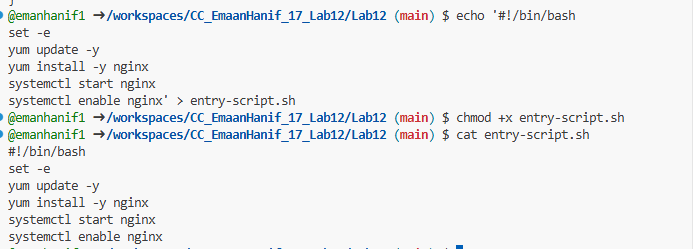 @emanhanif1 ➜/workspaces/CC_EmaanHanif_17_Lab12/Lab12 (main) $ echo '#!/bin/bash
set -e
yum update -y
yum install -y nginx
systemctl start nginx
systemctl enable nginx' > entry-script.sh
@emanhanif1 ➜/workspaces/CC_EmaanHanif_17_Lab12/Lab12 (main) $ chmod +x entry-script.sh
@emanhanif1 ➜/workspaces/CC_EmaanHanif_17_Lab12/Lab12 (main) $ cat entry-script.sh
#!/bin/bash
set -e
yum update -y
yum install -y nginx
systemctl start nginx
systemctl enable nginx